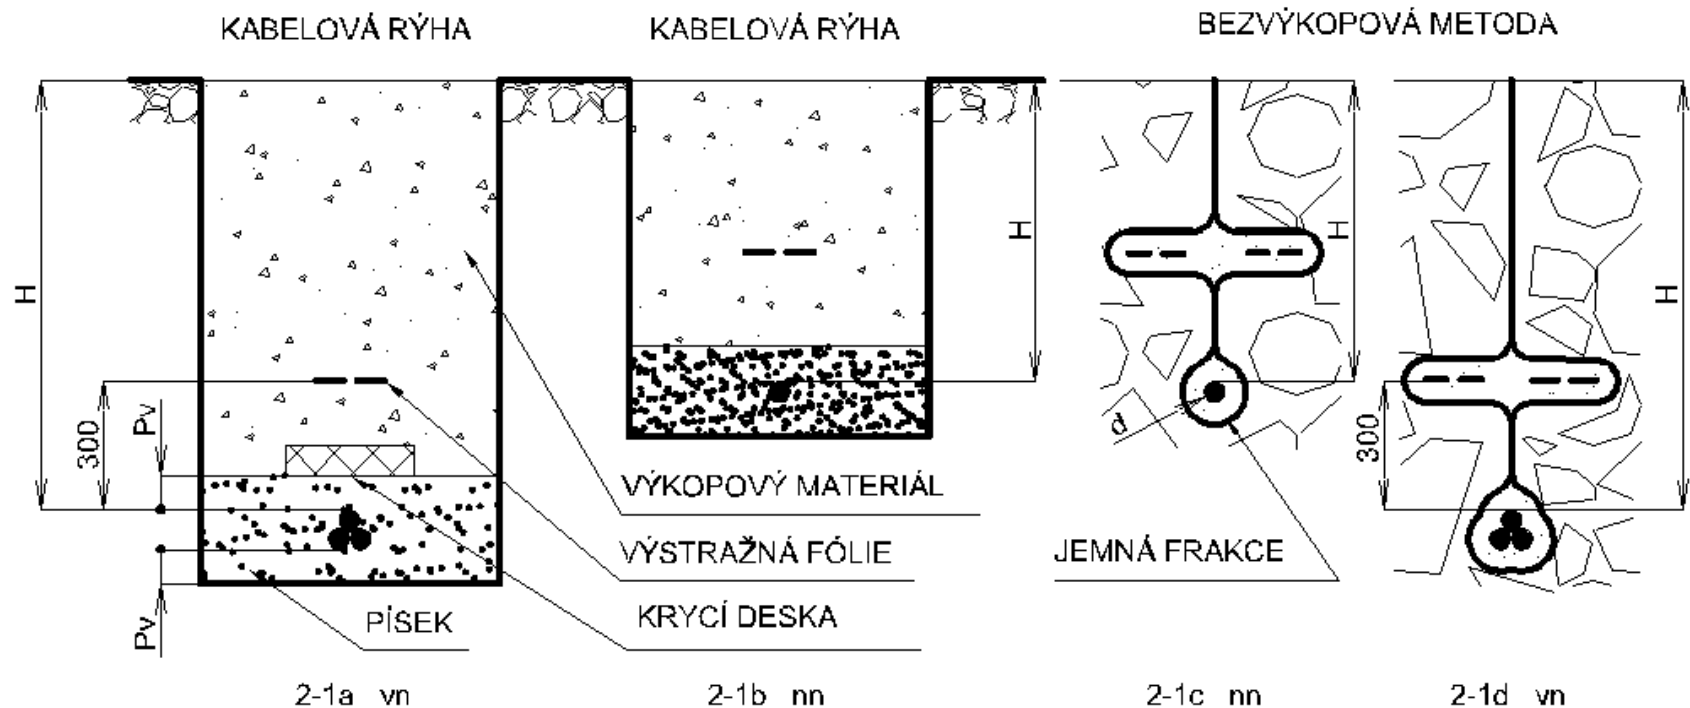 KABELOVÁ RÝHA
KABELOVÁ RÝHA
BEZVÝKOPOVÁ METODA
H
300
Pv
Pv
H
H
d
H
300
VÝKOPOVÝ MATERIÁL
VÝSTRAŽNÁ FÓLIE
JEMNÁ FRAKCE
PÍSEK
KRYCÍ DESKA
2-1a vn
2-1b nn
2-1c nn
2-1d vn